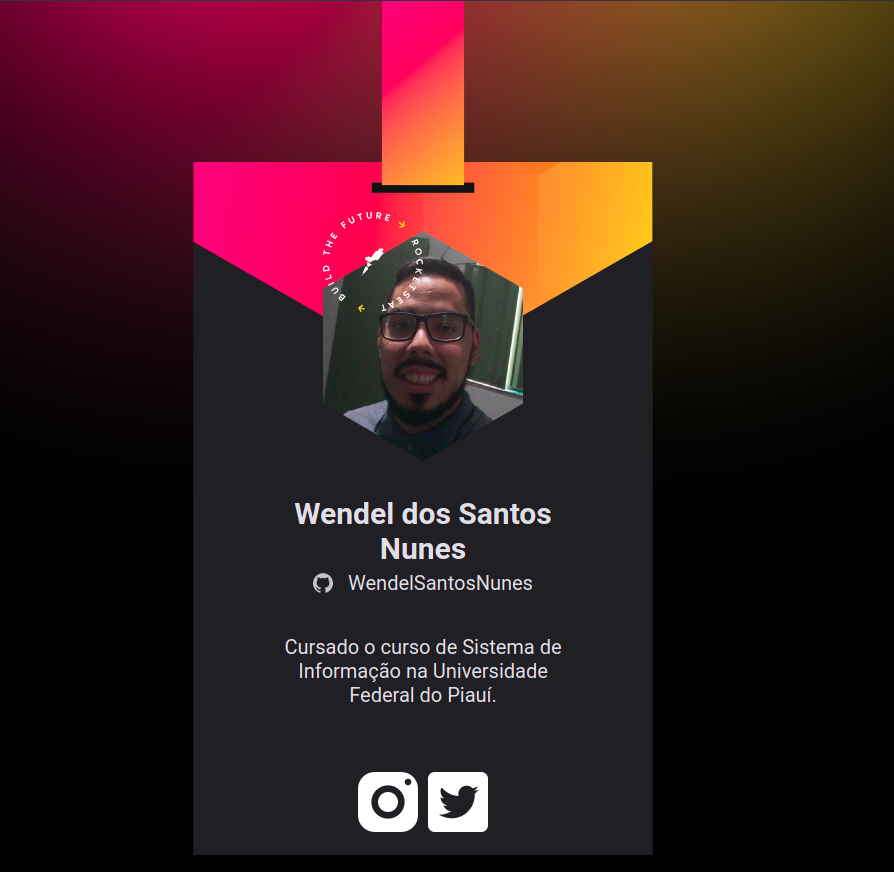 BUILD THE FUTURE → ROCKETSEAT →
Wendel dos Santos
Nunes
WendelSantosNunes
Cursado o curso de Sistema de
Informação na Universidade
Federal do Piauí.